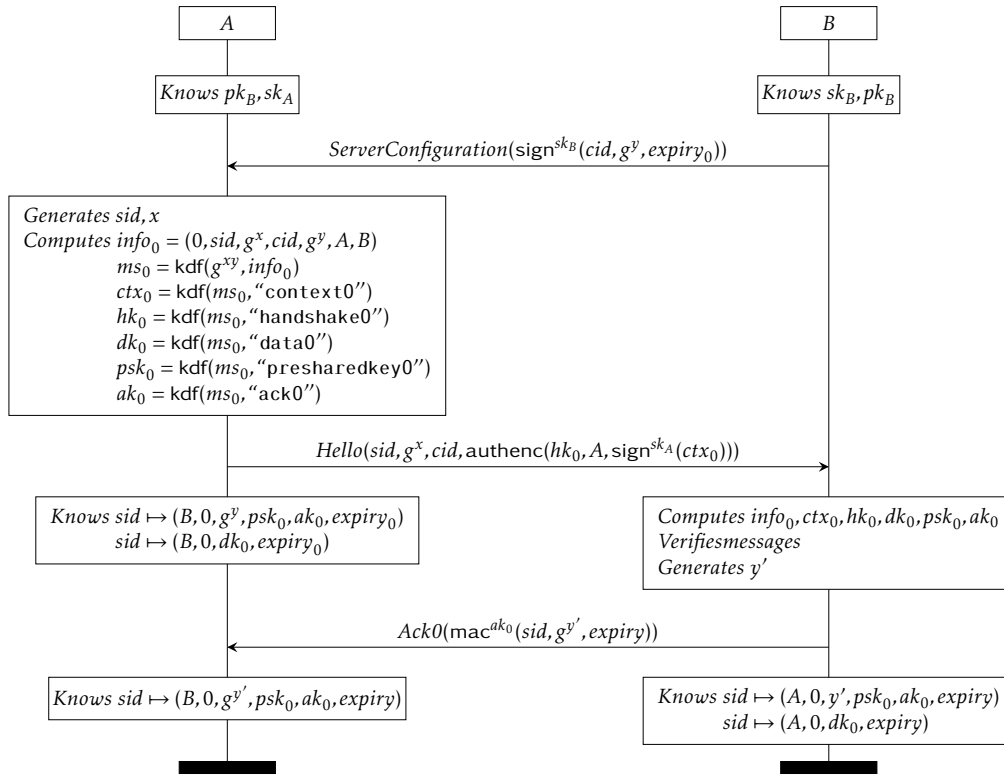 A
B
Knows pk_B, sk_A
Knows sk_B, pk_B
ServerConfiguration(sign^{sk_B}(cid, g^y, expiry_0))
Generates sid, x
Computes info_0 = (0, sid, g^x, cid, g^y, A, B)
ms_0 = kdf(g^{xy}, info_0)
ctx_0 = kdf(ms_0, “context0”)
hk_0 = kdf(ms_0, “handshake0”)
dk_0 = kdf(ms_0, “data0”)
psk_0 = kdf(ms_0, “presharedkey0”)
ak_0 = kdf(ms_0, “ack0”)
Hello(sid, g^x, cid, authenc(hk_0, A, sign^{sk_A}(ctx_0)))
Knows sid ↦ (B, 0, g^y, psk_0, ak_0, expiry_0)
sid ↦ (B, 0, dk_0, expiry_0)
Computes info_0, ctx_0, hk_0, dk_0, psk_0, ak_0
Verifiesmessages
Generates y'
Ack0(mac^{ak_0}(sid, g^{y'}, expiry))
Knows sid ↦ (B, 0, g^{y'}, psk_0, ak_0, expiry)
Knows sid ↦ (A, 0, y', psk_0, ak_0, expiry)
sid ↦ (A, 0, dk_0, expiry)